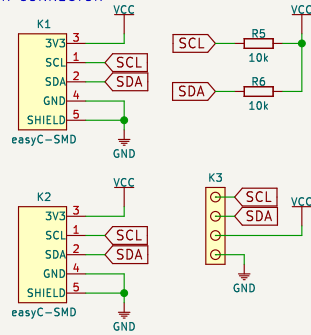 K1
VCC
3V3 3
SCL 1 SCL
SDA 2 SDA
GND 4
SHIELD 5
easyC-SMD
GND
VCC
SCL R5
10k
SDA R6
10k
K2
VCC
3V3 3
SCL 1 SCL
SDA 2 SDA
GND 4
SHIELD 5
easyC-SMD
GND
K3
SCL
SDA
VCC
GND